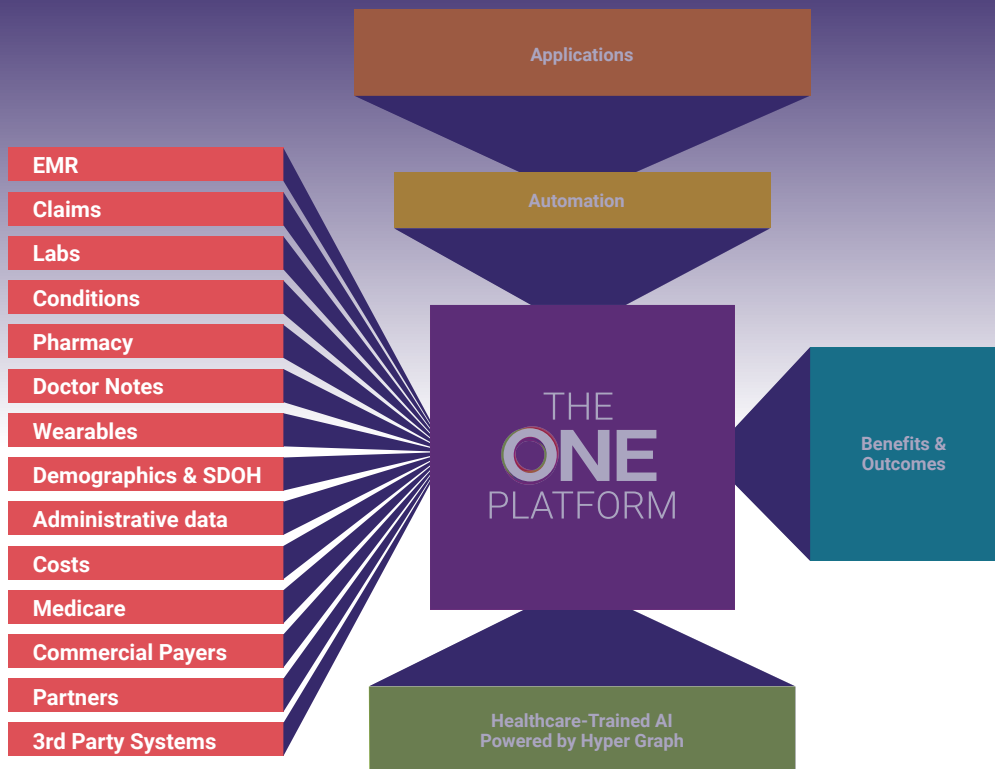 Applications
Automation
EMR
Claims
Labs
Conditions
Pharmacy
Doctor Notes
Wearables
Demographics & SDOH
Administrative data
Costs
Medicare
Commercial Payers
Partners
3rd Party Systems
THE
ONE
PLATFORM
Benefits &
Outcomes
Healthcare-Trained AI
Powered by Hyper Graph